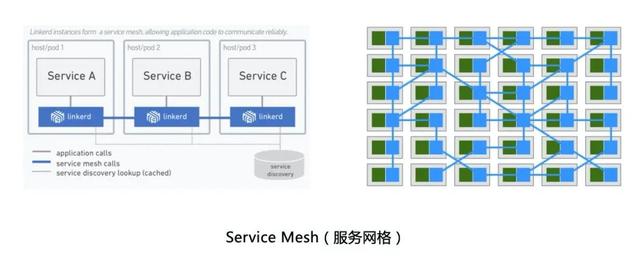 Linkerd instances form a service mesh, allowing application code to communicate reliably.
host/pod 1
host/pod 2
host/pod 3
Service A
Service B
Service C
linkerd
linkerd
linkerd
application calls
service mesh calls
service discovery lookup (cached)
service
discovery
Service Mesh（服务网格）